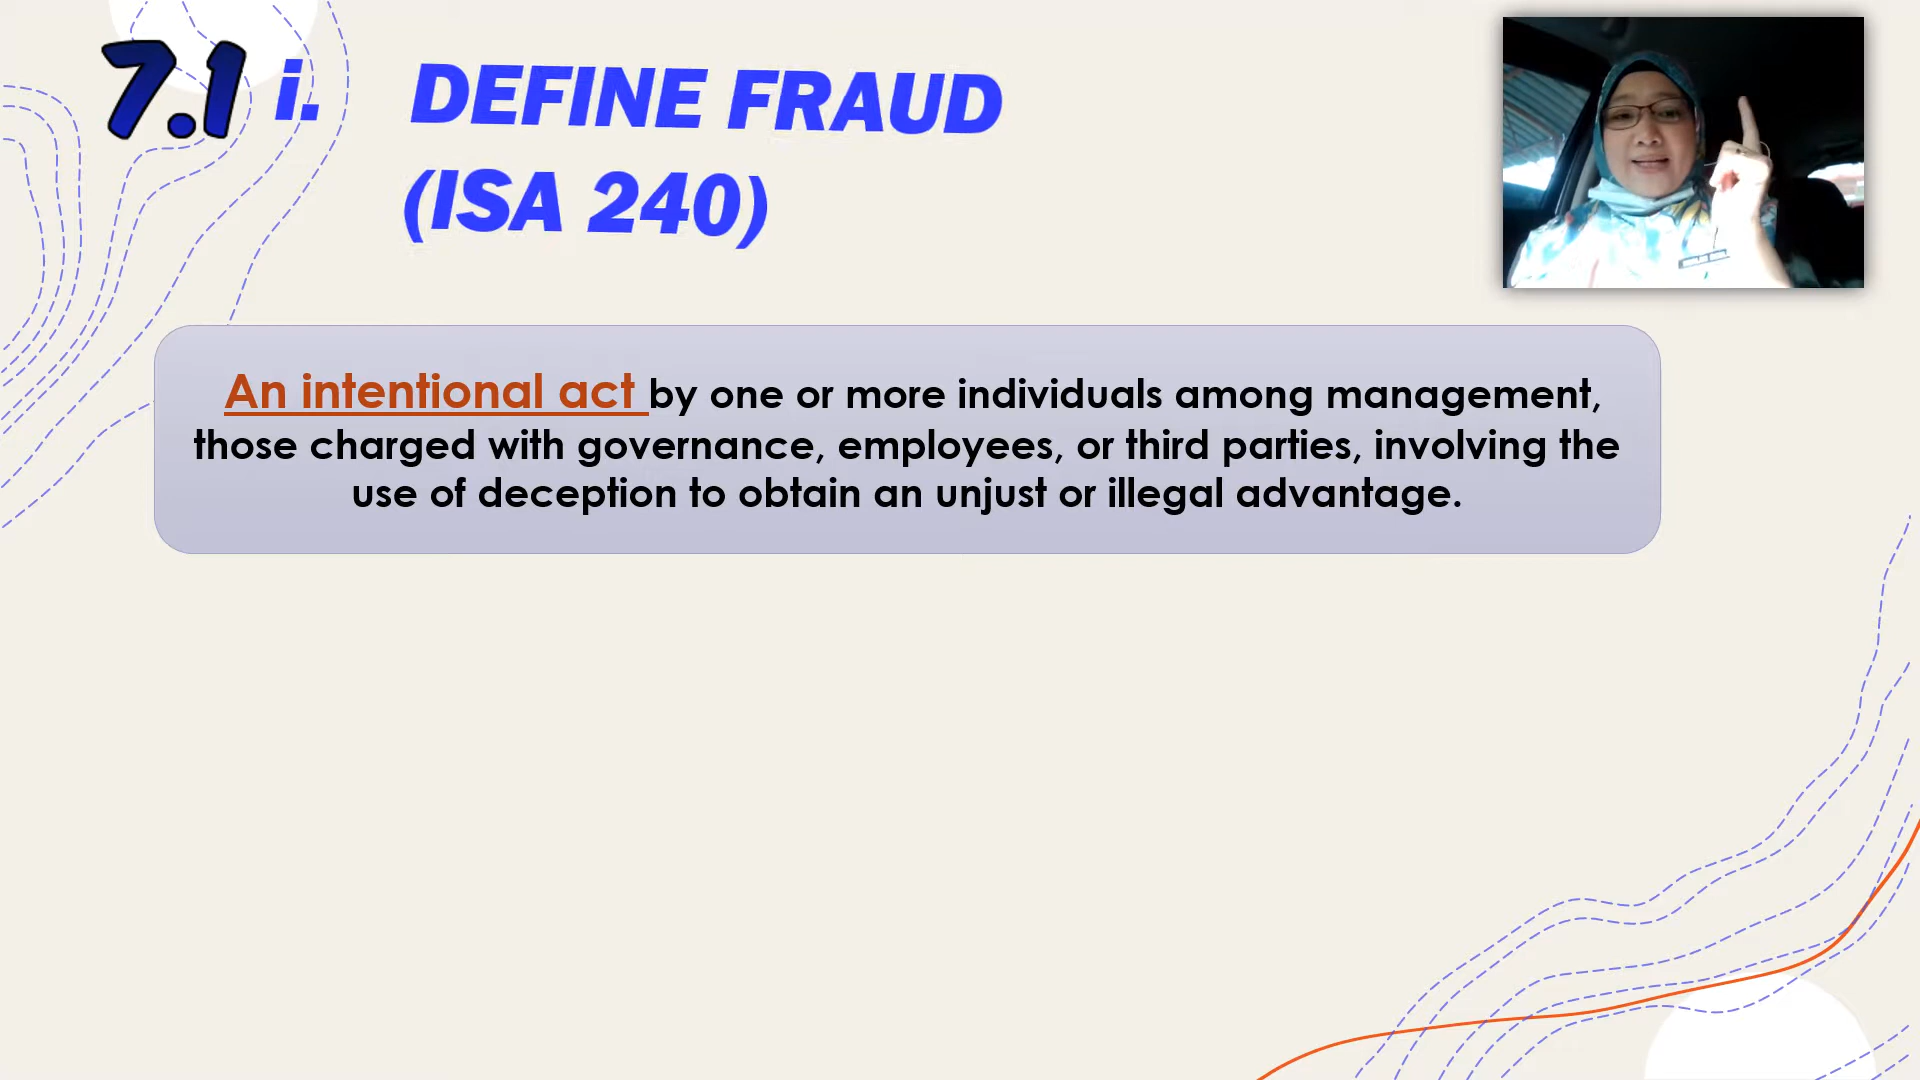 7.1 i. DEFINE FRAUD
(ISA 240)
An intentional act by one or more individuals among management,
those charged with governance, employees, or third parties, involving the
use of deception to obtain an unjust or illegal advantage.